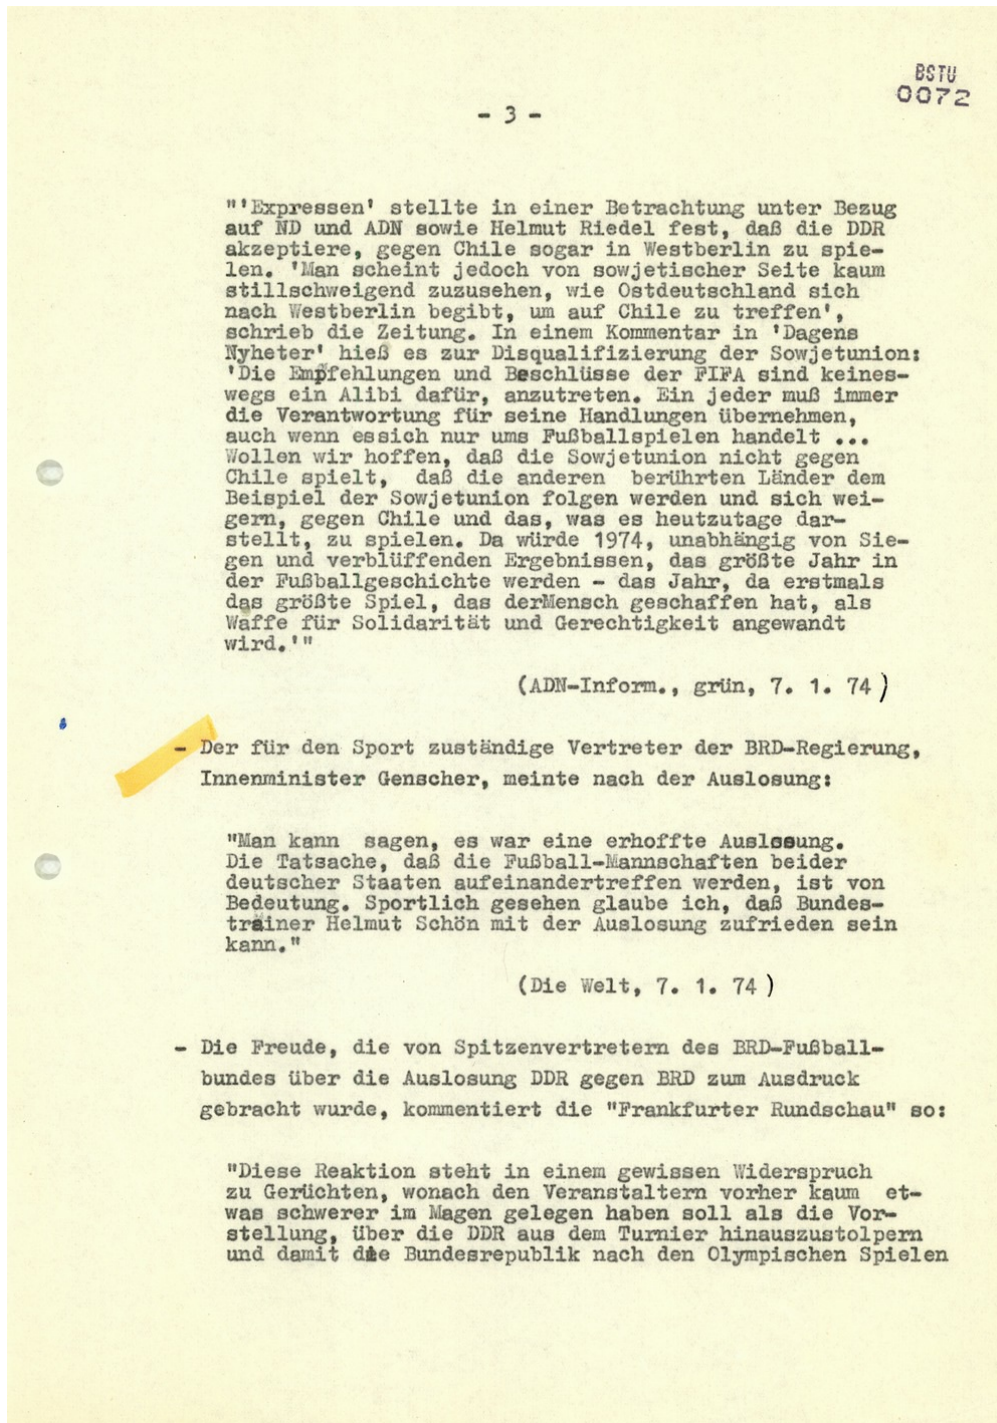 BSTU
0072
- 3 -
"'Expressen' stellte in einer Betrachtung unter Bezug
auf ND und ADN sowie Helmut Riedel fest, daß die DDR
akzeptiere, gegen Chile sogar in Westberlin zu spie-
len. 'Man scheint jedoch von sowjetischer Seite kaum
stillschweigend zuzusehen, wie Ostdeutschland sich
nach Westberlin begibt, um auf Chile zu treffen',
schrieb die Zeitung. In einem Kommentar in 'Dagens
Nyheter' hieß es zur Disqualifizierung der Sowjetunion:
'Die Empfehlungen und Beschlüsse der FIFA sind keines-
wegs ein Alibi dafür, anzutreten. Ein jeder muß immer
die Verantwortung für seine Handlungen übernehmen,
auch wenn essich nur ums Fußballspielen handelt ...
Wollen wir hoffen, daß die Sowjetunion nicht gegen
Chile spielt, daß die anderen berührten Länder dem
Beispiel der Sowjetunion folgen werden und sich wei-
gern, gegen Chile und das, was es heutzutage dar-
stellt, zu spielen. Da würde 1974, unabhängig von Sie-
gen und verblüffenden Ergebnissen, das größte Jahr in
der Fußballgeschichte werden - das Jahr, da erstmals
das größte Spiel, das derMensch geschaffen hat, als
Waffe für Solidarität und Gerechtigkeit angewandt
wird.'"
(ADN-Inform., grün, 7. 1. 74)
- Der für den Sport zuständige Vertreter der BRD-Regierung,
Innenminister Genscher, meinte nach der Auslosung:
"Man kann sagen, es war eine erhoffte Auslosung.
Die Tatsache, daß die Fußball-Mannschaften beider
deutscher Staaten aufeinandertreffen werden, ist von
Bedeutung. Sportlich gesehen glaube ich, daß Bundes-
trainer Helmut Schön mit der Auslosung zufrieden sein
kann."
(Die Welt, 7. 1. 74)
- Die Freude, die von Spitzenvertretern des BRD-Fußball-
bundes über die Auslosung DDR gegen BRD zum Ausdruck
gebracht wurde, kommentiert die "Frankfurter Rundschau" so:
"Diese Reaktion steht in einem gewissen Widerspruch
zu Gerüchten, wonach den Veranstaltern vorher kaum et-
was schwerer im Magen gelegen haben soll als die Vor-
stellung, über die DDR aus dem Turnier hinauszustolpern
und damit die Bundesrepublik nach den Olympischen Spielen